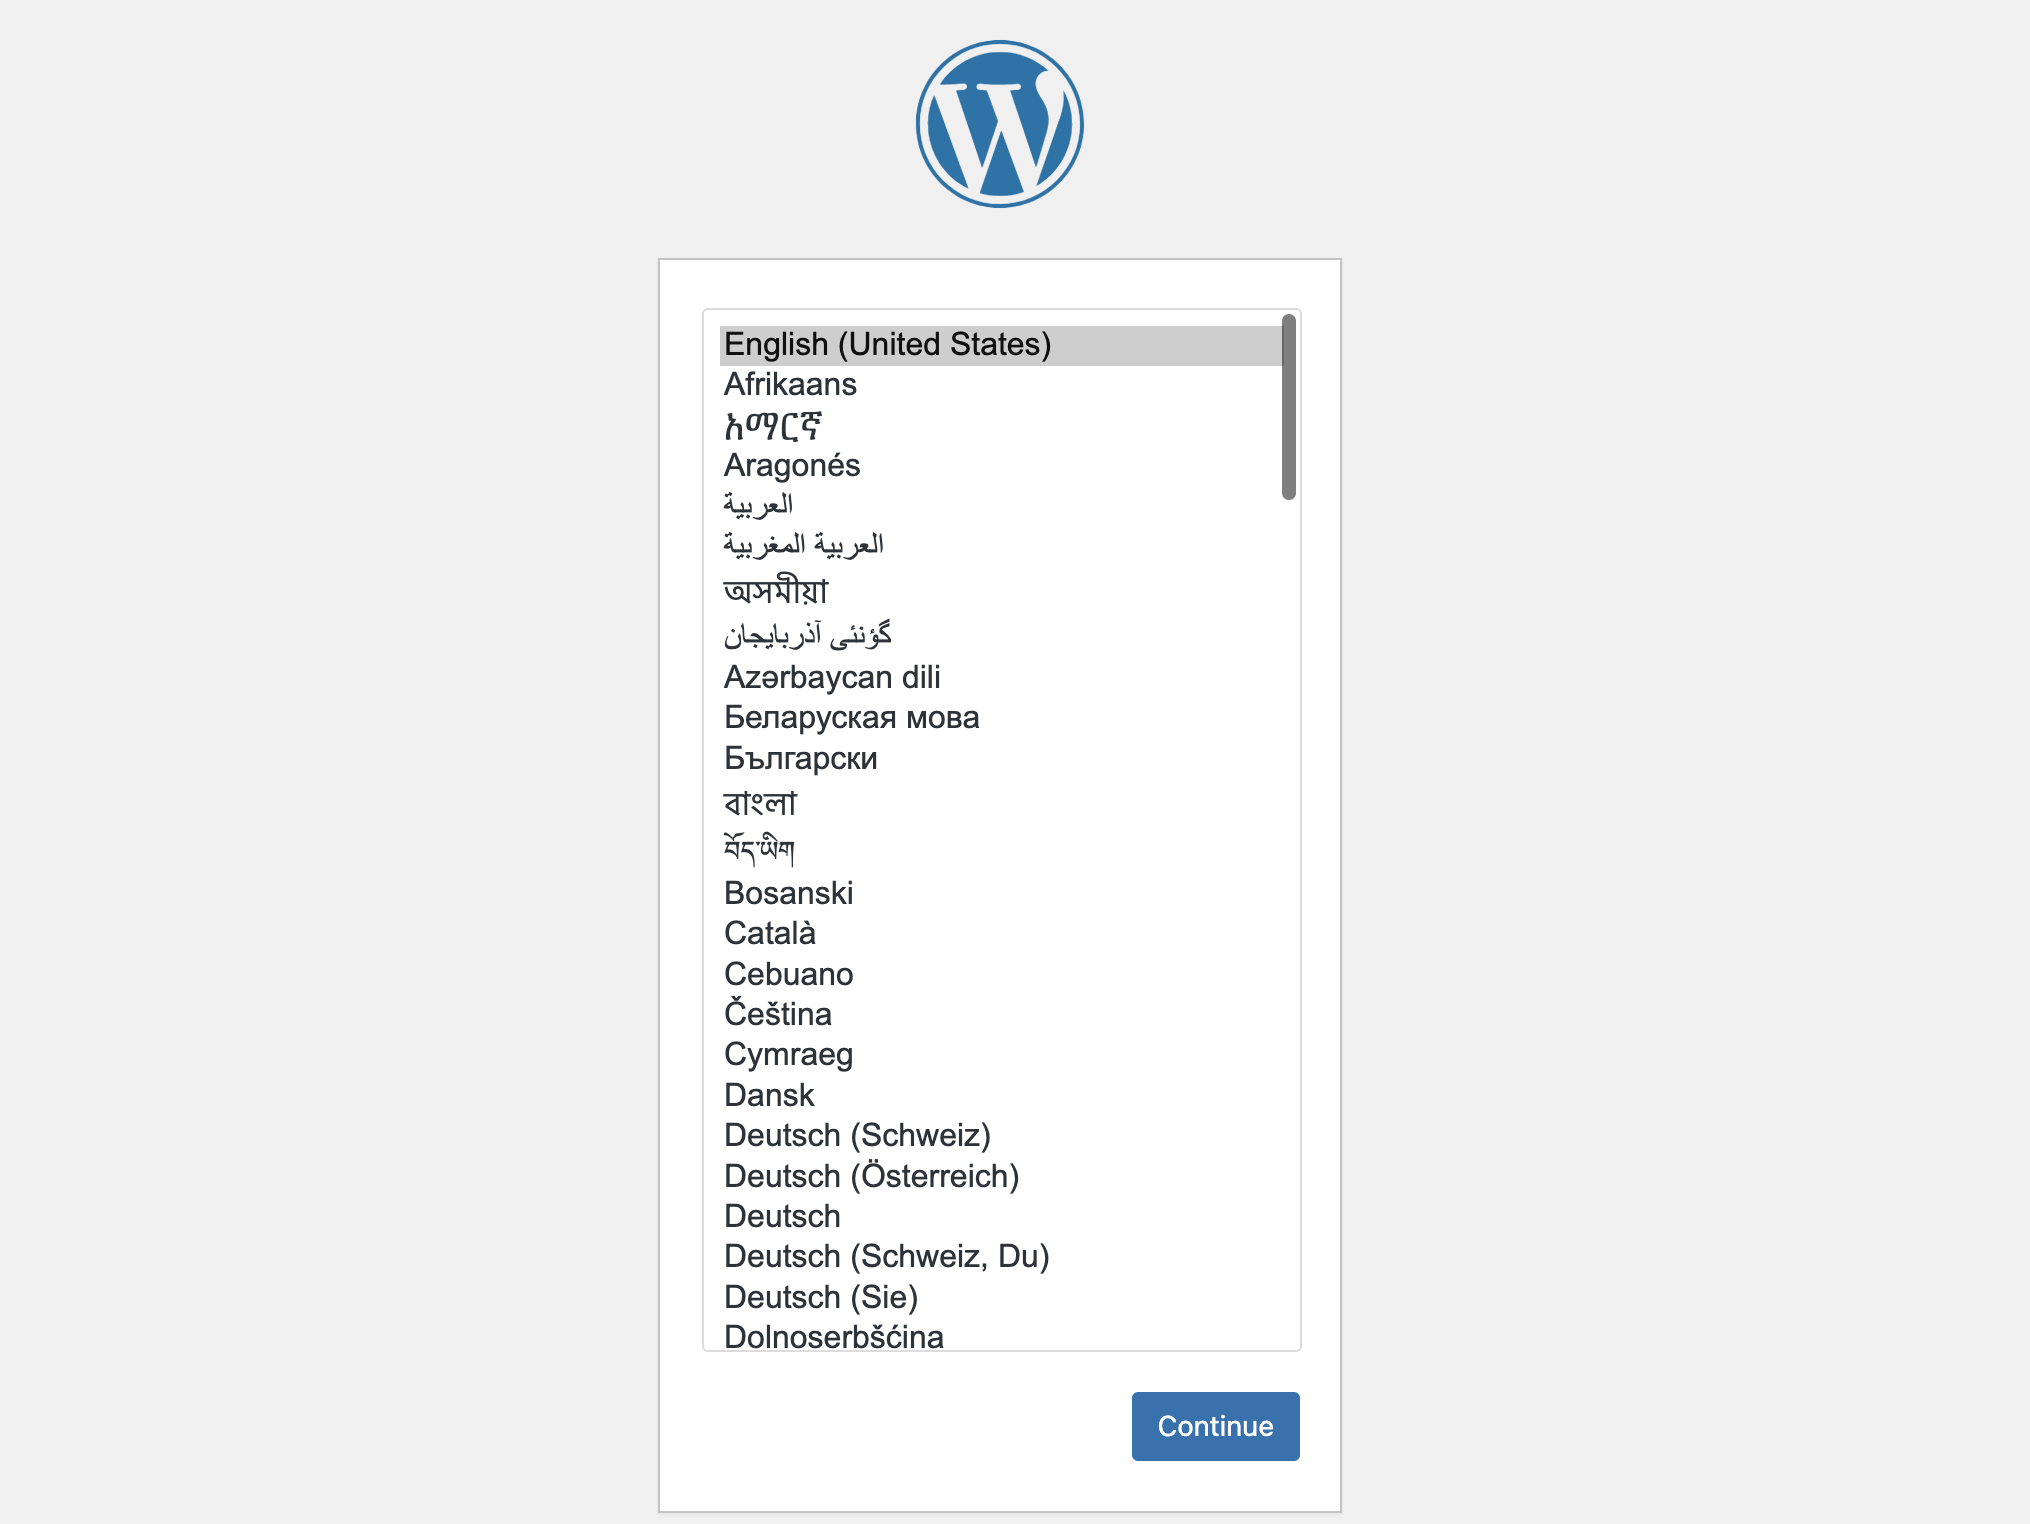 English (United States)
Afrikaans
አማርኛ
Aragonés
العربية
العربية المغربية
অসমীয়া
گؤنئی آذربایجان
Azərbaycan dili
Беларуская мова
Български
বাংলা
བོད་ཡིག
Bosanski
Català
Cebuano
Čeština
Cymraeg
Dansk
Deutsch (Schweiz)
Deutsch (Österreich)
Deutsch
Deutsch (Schweiz, Du)
Deutsch (Sie)
Dolnoserbšćina
Continue